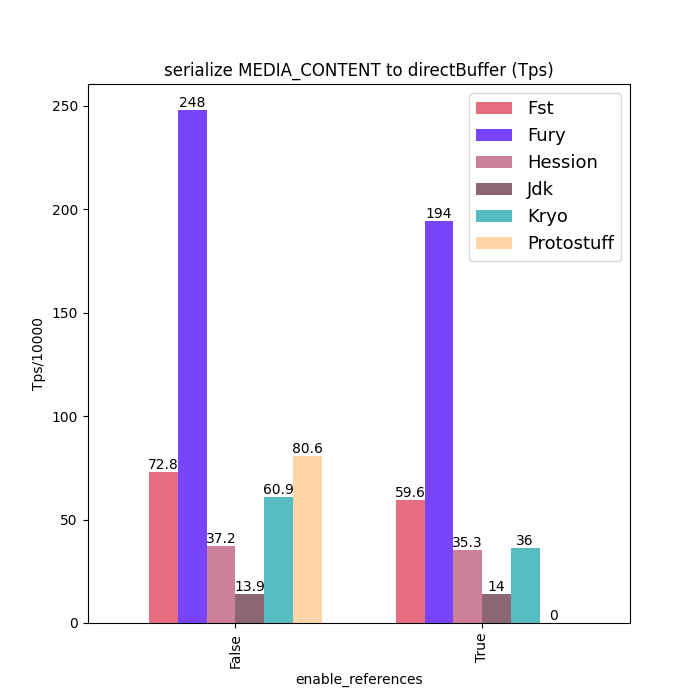 serialize MEDIA_CONTENT to directBuffer (Tps)
Tps/10000
250
200
150
100
50
0
248
72.8
37.2
13.9
60.9
80.6
59.6
194
35.3
14
36
0
Fst
Fury
Hession
Jdk
Kryo
Protostuff
False
True
enable_references